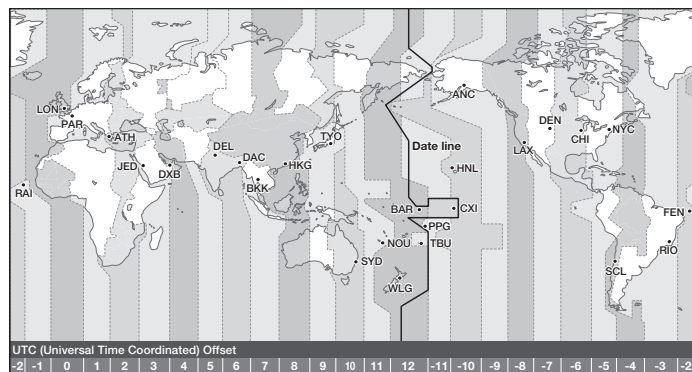 ANC
LON
PAR
ATH
DEL
DAC
TYO
Date line
DEN
CHI
NYC
LAX
JED
DXB
BKK
HKG
HNL
RAI
BAR
CXI
FEN
PPG
NOU
TBU
RIO
SYD
SCL
WLG
UTC (Universal Time Coordinated) Offset
-2 -1 0 1 2 3 4 5 6 7 8 9 10 11 12 -11 -10 -9 -8 -7 -6 -5 -4 -3 -2